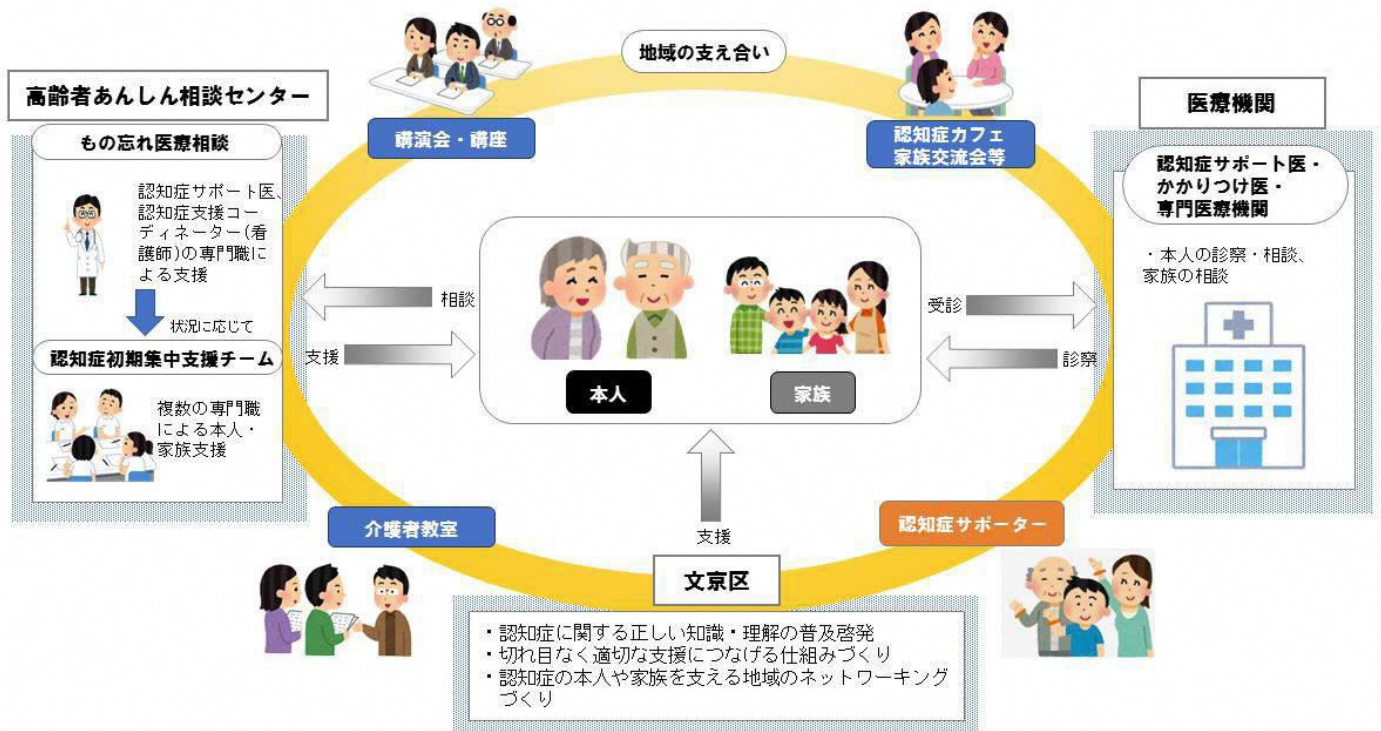 地域の支え合い
講演会・講座
認知症カフェ
家族交流会等
高齢者あんしん相談センター
もの忘れ医療相談
認知症サポート医、
認知症支援コー
ディネーター(看
護師)の専門職に
よる支援
状況に応じて
認知症初期集中支援チーム
複数の専門職
による本人・
家族支援
相談
支援
本人
家族
受診
診察
医療機関
認知症サポート医・
かかりつけ医・
専門医療機関
・本人の診察・相談、
家族の相談
介護者教室
支援
認知症サポーター
文京区
・認知症に関する正しい知識・理解の普及啓発
・切れ目なく適切な支援につなげる仕組みづくり
・認知症の本人や家族を支える地域のネットワーキング
づくり